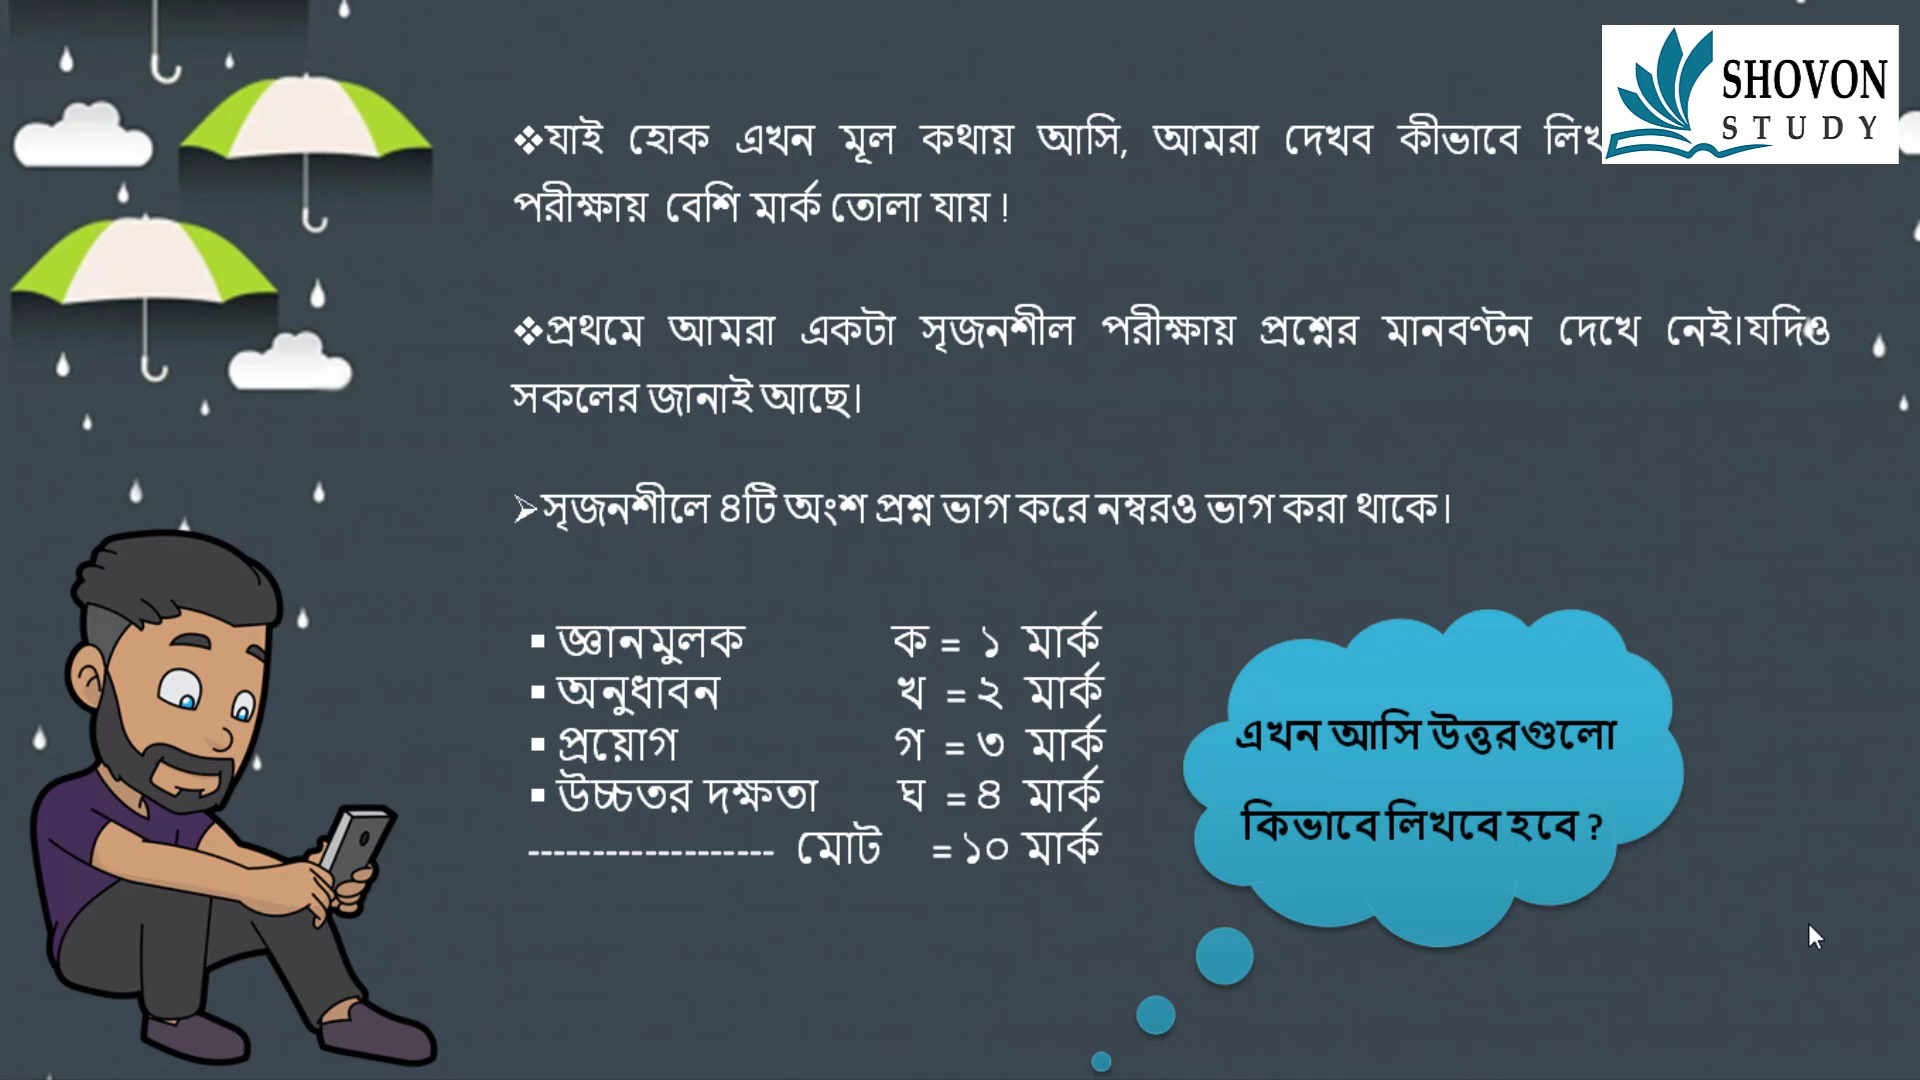 SHOVON
STUDY
❖যাই হোক এখন মূল কথায় আসি, আমরা দেখব কীভাবে
পরীক্ষায় বেশি মার্ক তোলা যায় !
❖প্রথমে আমরা একটা সৃজনশীল পরীক্ষায় প্রশ্নের মানবণ্টন দেখে নেই।যদিও
সকলের জানাই আছে।
➢সৃজনশীলে ৪টি অংশ প্রশ্ন ভাগ করে নম্বরও ভাগ করা থাকে।
▪ জ্ঞানমুলক ক = ১ মার্ক
▪ অনুধাবন খ = ২ মার্ক
▪ প্রয়োগ গ = ৩ মার্ক
▪ উচ্চতর দক্ষতা ঘ = ৪ মার্ক
------------------- মোট = ১০ মার্ক
এখন আসি উত্তরগুলো
কিভাবে লিখবে হবে ?